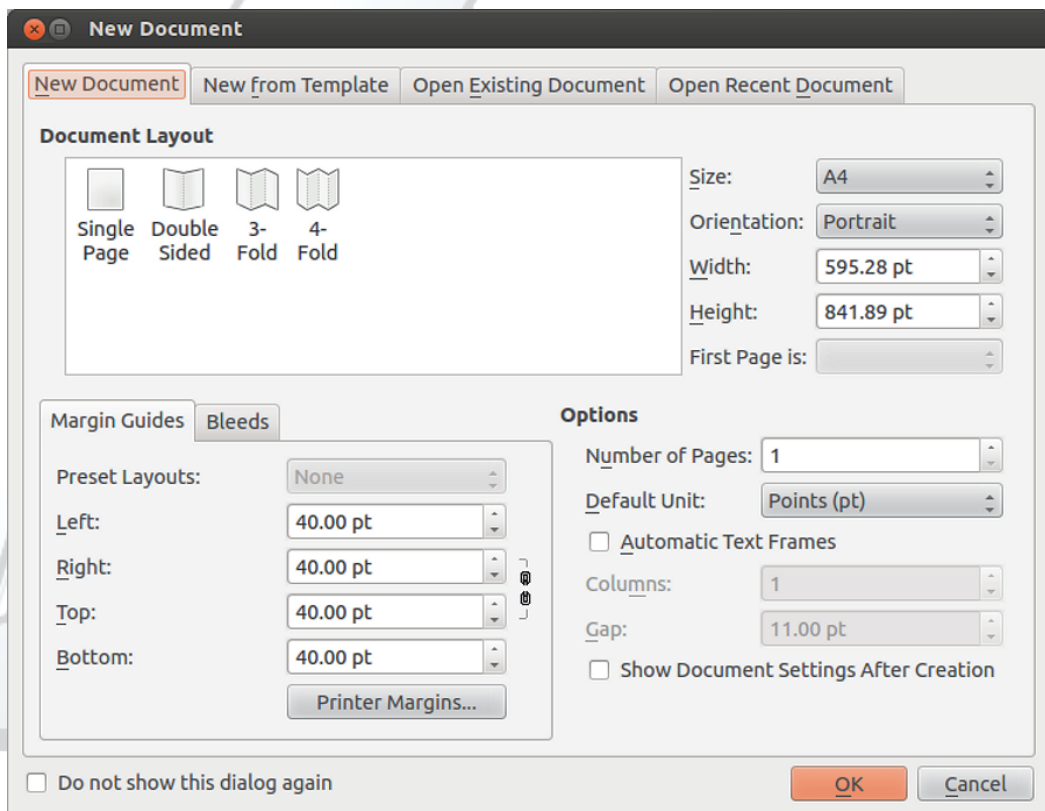 New Document
New Document New from Template Open Existing Document Open Recent Document
Document Layout
Single Page
Double Sided
3-Fold
4-Fold
Size: A4
Orientation: Portrait
Width: 595.28 pt
Height: 841.89 pt
First Page is:
Margin Guides Bleeds
Preset Layouts: None
Left: 40.00 pt
Right: 40.00 pt
Top: 40.00 pt
Bottom: 40.00 pt
Printer Margins...
Options
Number of Pages: 1
Default Unit: Points (pt)
Automatic Text Frames
Columns: 1
Gap: 11.00 pt
Show Document Settings After Creation
Do not show this dialog again
OK Cancel